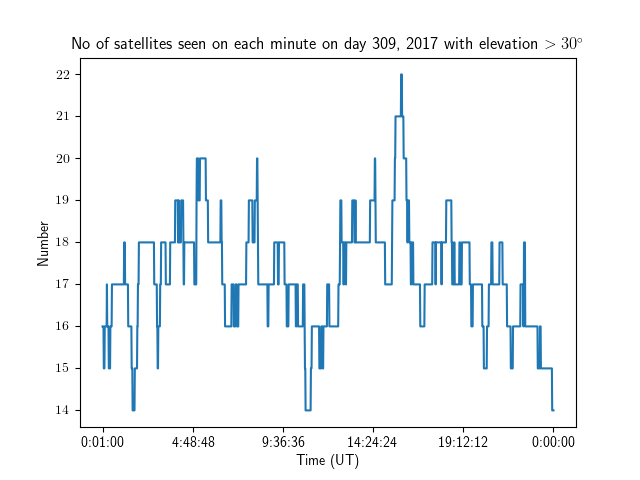 No of satellites seen on each minute on day 309, 2017 with elevation > 30°
22
21
20
19
18
17
16
15
14
Number
0:01:00 4:48:48 9:36:36 14:24:24 19:12:12 0:00:00
Time (UT)